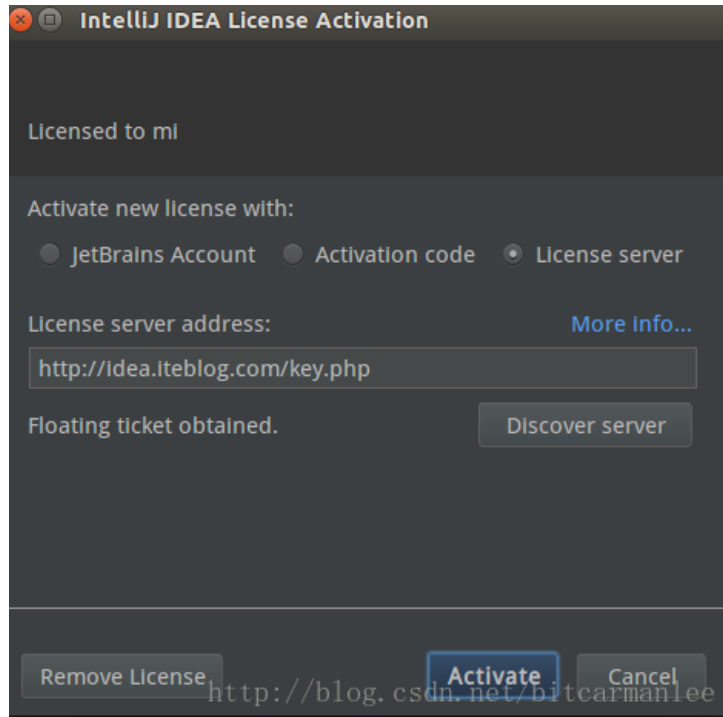 IntelliJ IDEA License Activation
Licensed to mi
Activate new license with:
JetBrains Account Activation code License server
License server address: More info...
http://idea.iteblog.com/key.php
Floating ticket obtained. Discover server
Remove License Activate Cancel
http://blog.csdn.net/bitcarmanlee